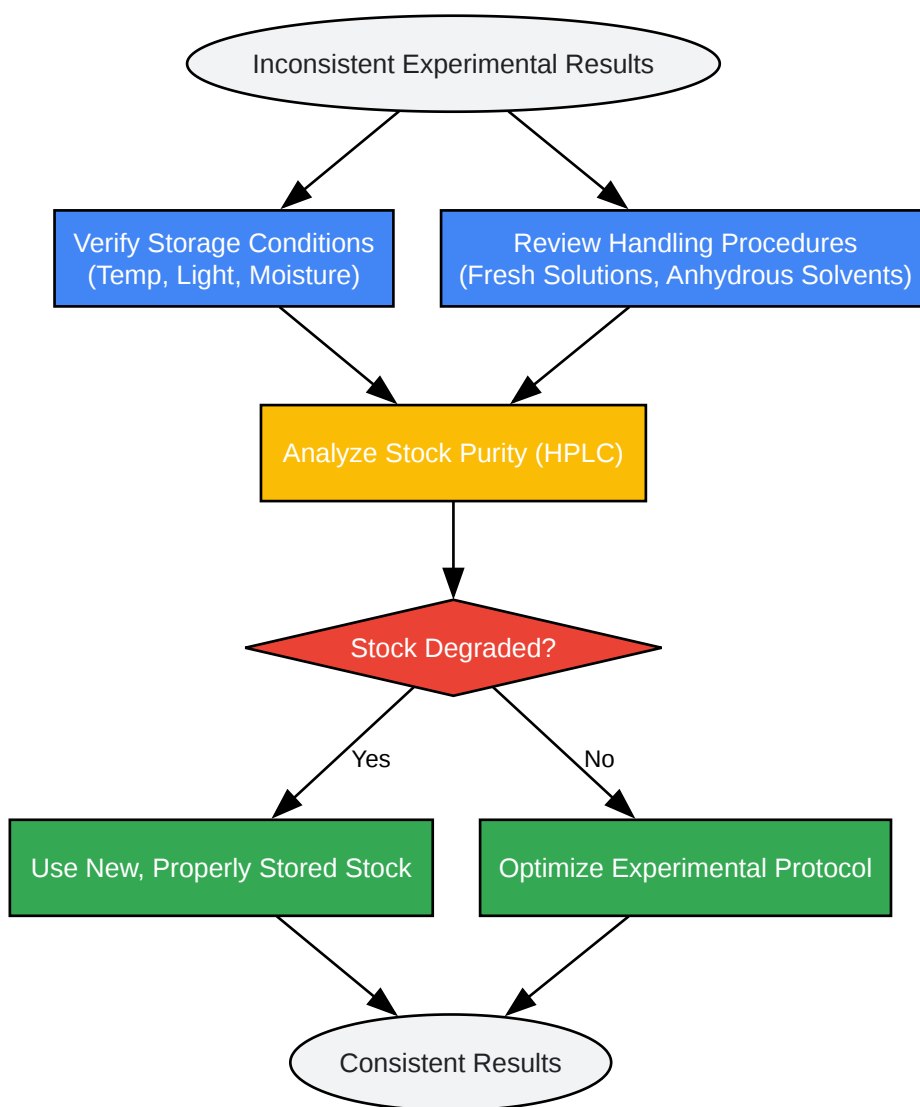 Inconsistent Experimental Results
Verify Storage Conditions
(Temp, Light, Moisture)
Review Handling Procedures
(Fresh Solutions, Anhydrous Solvents)
Analyze Stock Purity (HPLC)
Stock Degraded?
Yes
No
Use New, Properly Stored Stock
Optimize Experimental Protocol
Consistent Results